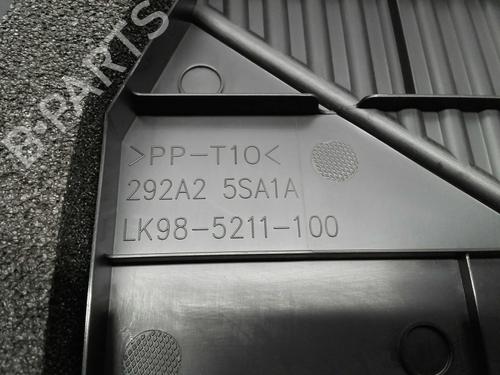 B-PARTS
>PP-T10<
292A2 5SA1A
LK98-5211-100